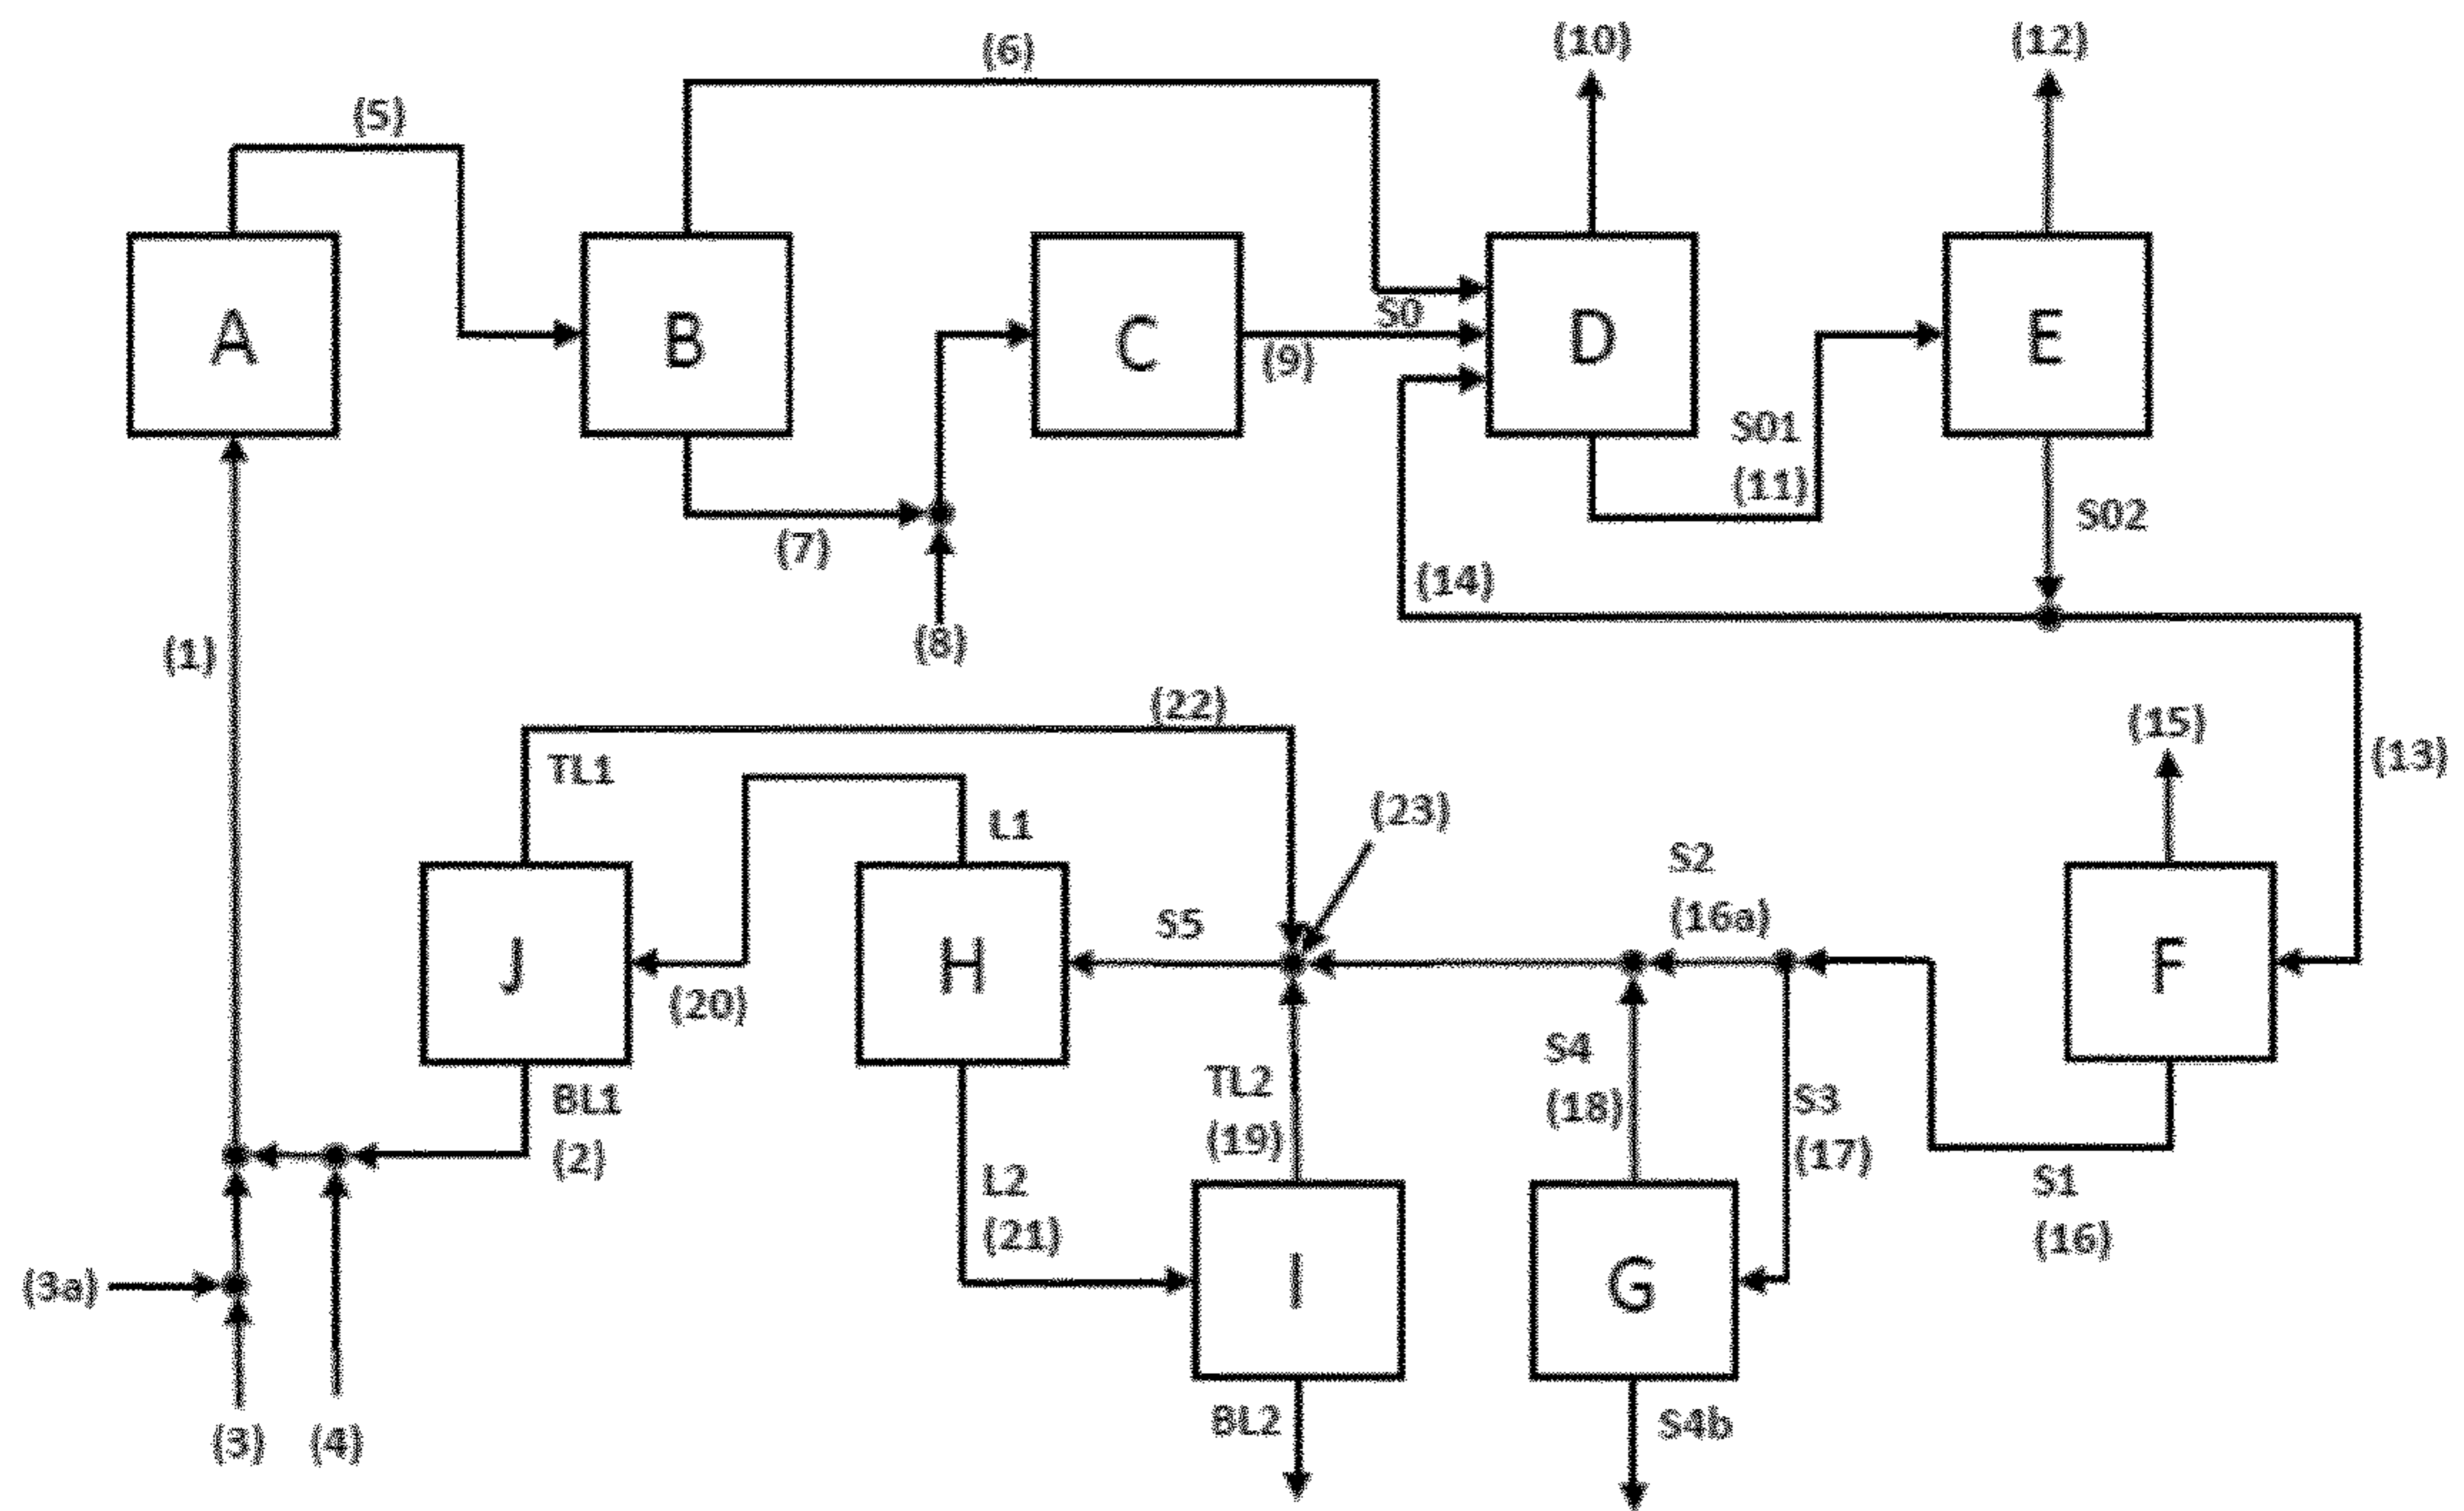 (10)
(12)
(6)
(5)
A
B
C
D
E
S0
(9)
S01
(11)
S02
(7)
(14)
(8)
(1)
(22)
(15)
(13)
TL1
L1
(23)
S2
(16a)
S5
J
H
F
(20)
S4
(18)
TL2
(19)
S3
(17)
BL1
(2)
L2
(21)
S1
(16)
I
G
(3a)
BL2
S4b
(3)
(4)